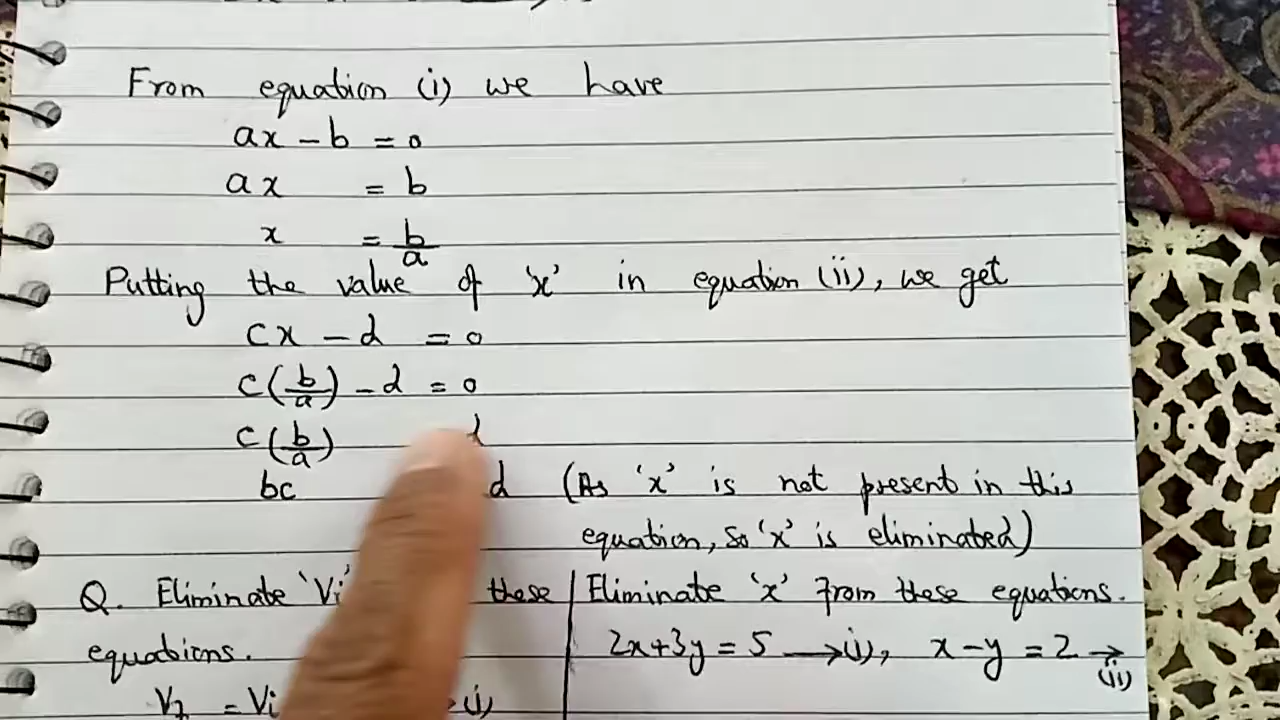 From equation (i) we have
ax - b = 0
ax = b
x = b/a
Putting the value of 'x' in equation (ii), we get
cx - d = 0
c(b/a) - d = 0
c(b/a) d
bc d (As 'x' is not present in this
equation, so 'x' is eliminated)
Q. Eliminate 'Vi' these
equations.
= Vi (i)
Eliminate 'x' from these equations.
2x+3y = 5 → (i), x-y = 2 → (ii)